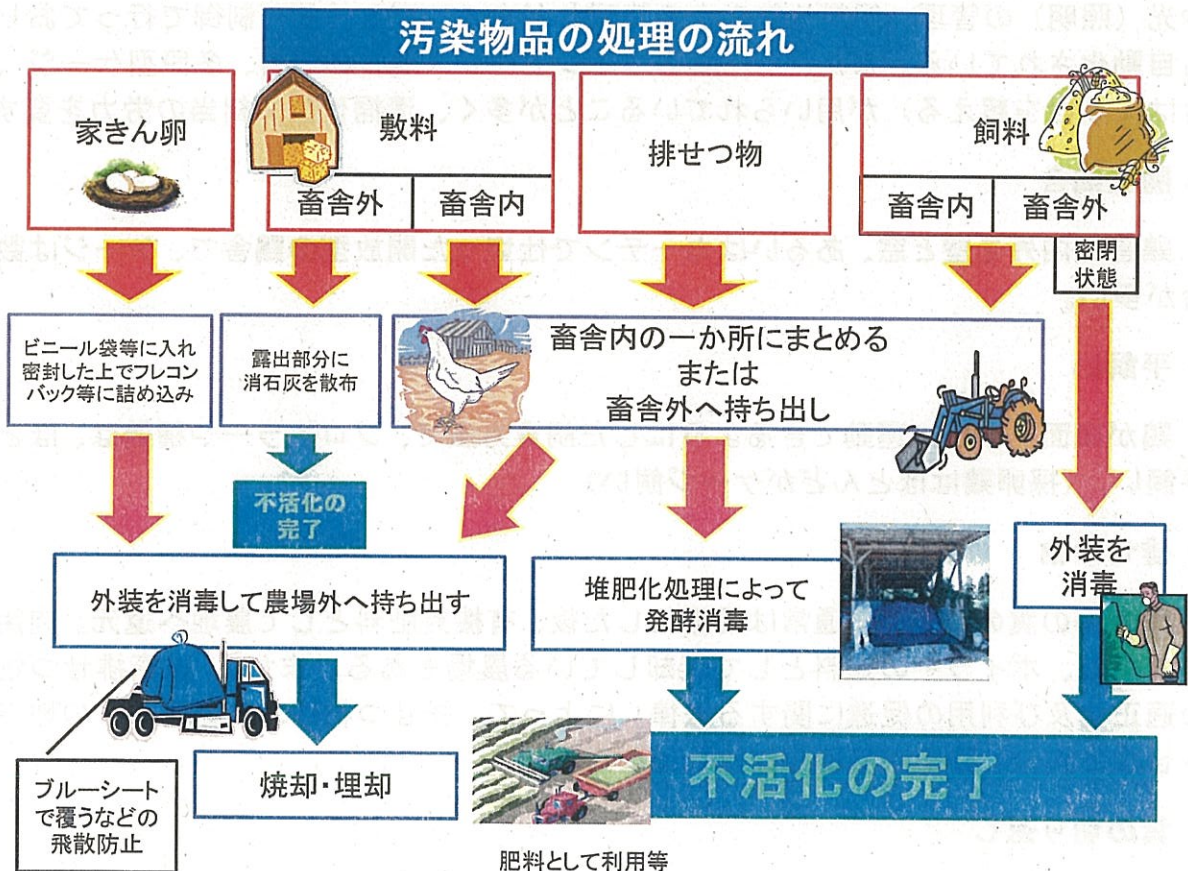 汚染物品の処理の流れ
家きん卵
敷料
畜舎外
畜舎内
排せつ物
飼料
畜舎内
畜舎外
密閉
状態
ビニール袋等に入れ
密封した上でフレコン
バック等に詰め込み
露出部分に
消石灰を散布
畜舎内の一か所にまとめる
または
畜舎外へ持ち出し
不活化の
完了
外装を消毒して農場外へ持ち出す
堆肥化処理によって
発酵消毒
外装を
消毒
ブルーシート
で覆うなどの
飛散防止
焼却・埋却
不活化の完了
肥料として利用等